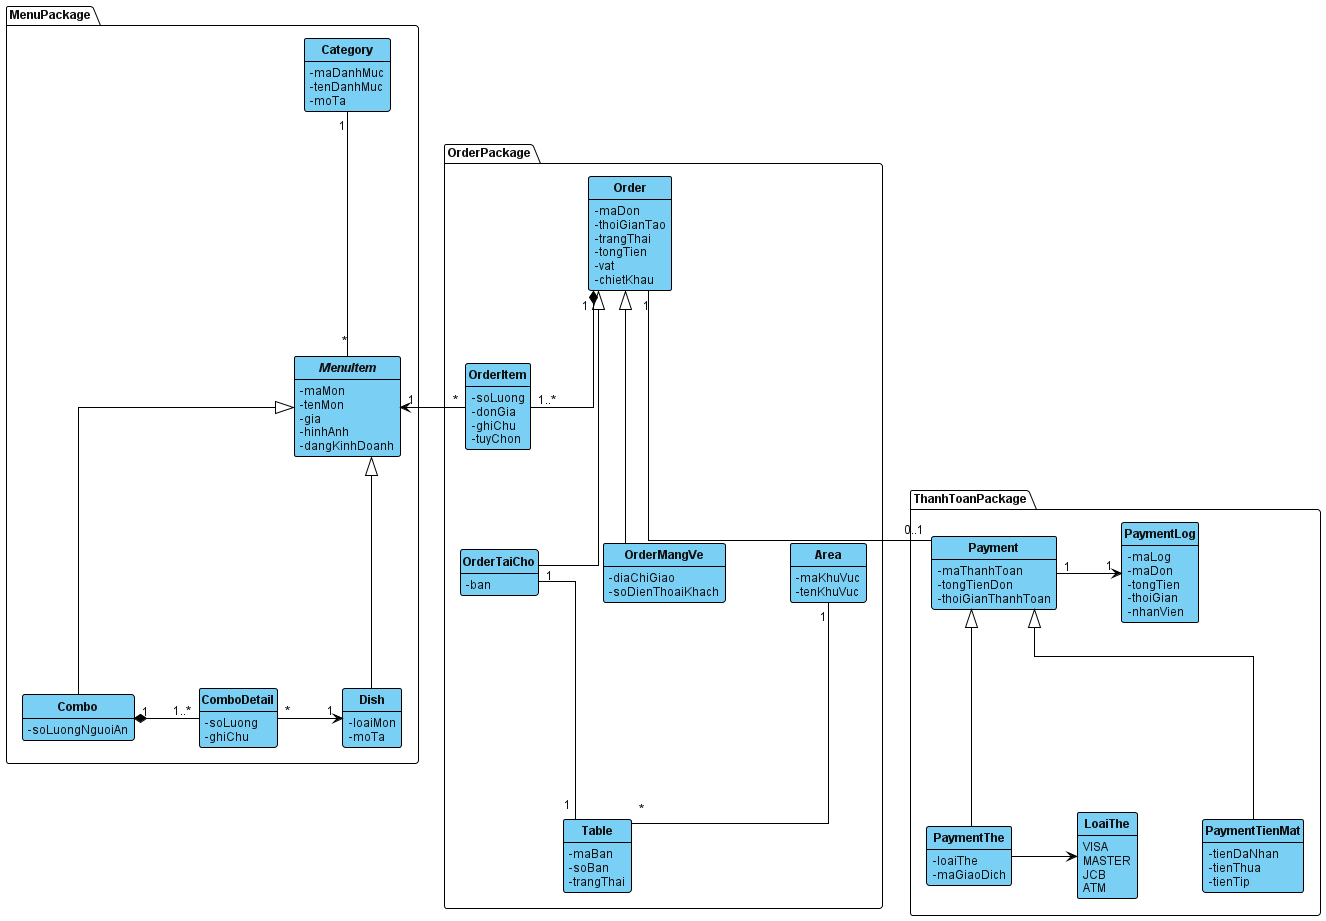 MenuPackage
Category
-maDanhMuc
-tenDanhMuc
-moTa
1
*
MenuItem
-maMon
-tenMon
-gia
-hinhAnh
-dangKinhDoanh
Combo
-soLuongNguoiAn
1
1..*
ComboDetail
-soLuong
-ghiChu
*
1
Dish
-loaiMon
-moTa
OrderPackage
Order
-maDon
-thoiGianTao
-trangThai
-tongTien
-vat
-chietKhau
1
1
1
*
OrderItem
-soLuong
-donGia
-ghiChu
-tuyChon
1..*
OrderTaiCho
-ban
1
OrderMangVe
-diaChiGiao
-soDienThoaiKhach
Area
-maKhuVuc
-tenKhuVuc
1
1
*
Table
-maBan
-soBan
-trangThai
ThanhToanPackage
0..1
Payment
-maThanhToan
-tongTienDon
-thoiGianThanhToan
1
1
PaymentLog
-maLog
-maDon
-tongTien
-thoiGian
-nhanVien
PaymentThe
-loaiThe
-maGiaoDich
LoaiThe
VISA
MASTER
JCB
ATM
PaymentTienMat
-tienDaNhan
-tienThua
-tienTip